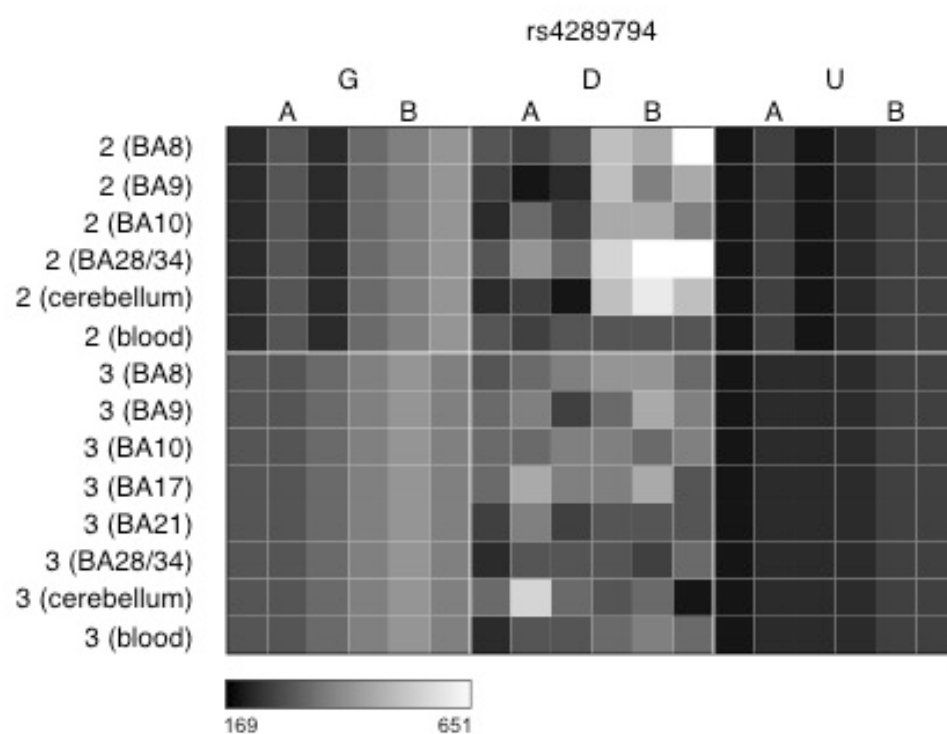 rs4289794
G D U
A B A B A B
2 (BA8)
2 (BA9)
2 (BA10)
2 (BA28/34)
2 (cerebellum)
2 (blood)
3 (BA8)
3 (BA9)
3 (BA10)
3 (BA17)
3 (BA21)
3 (BA28/34)
3 (cerebellum)
3 (blood)
169 651